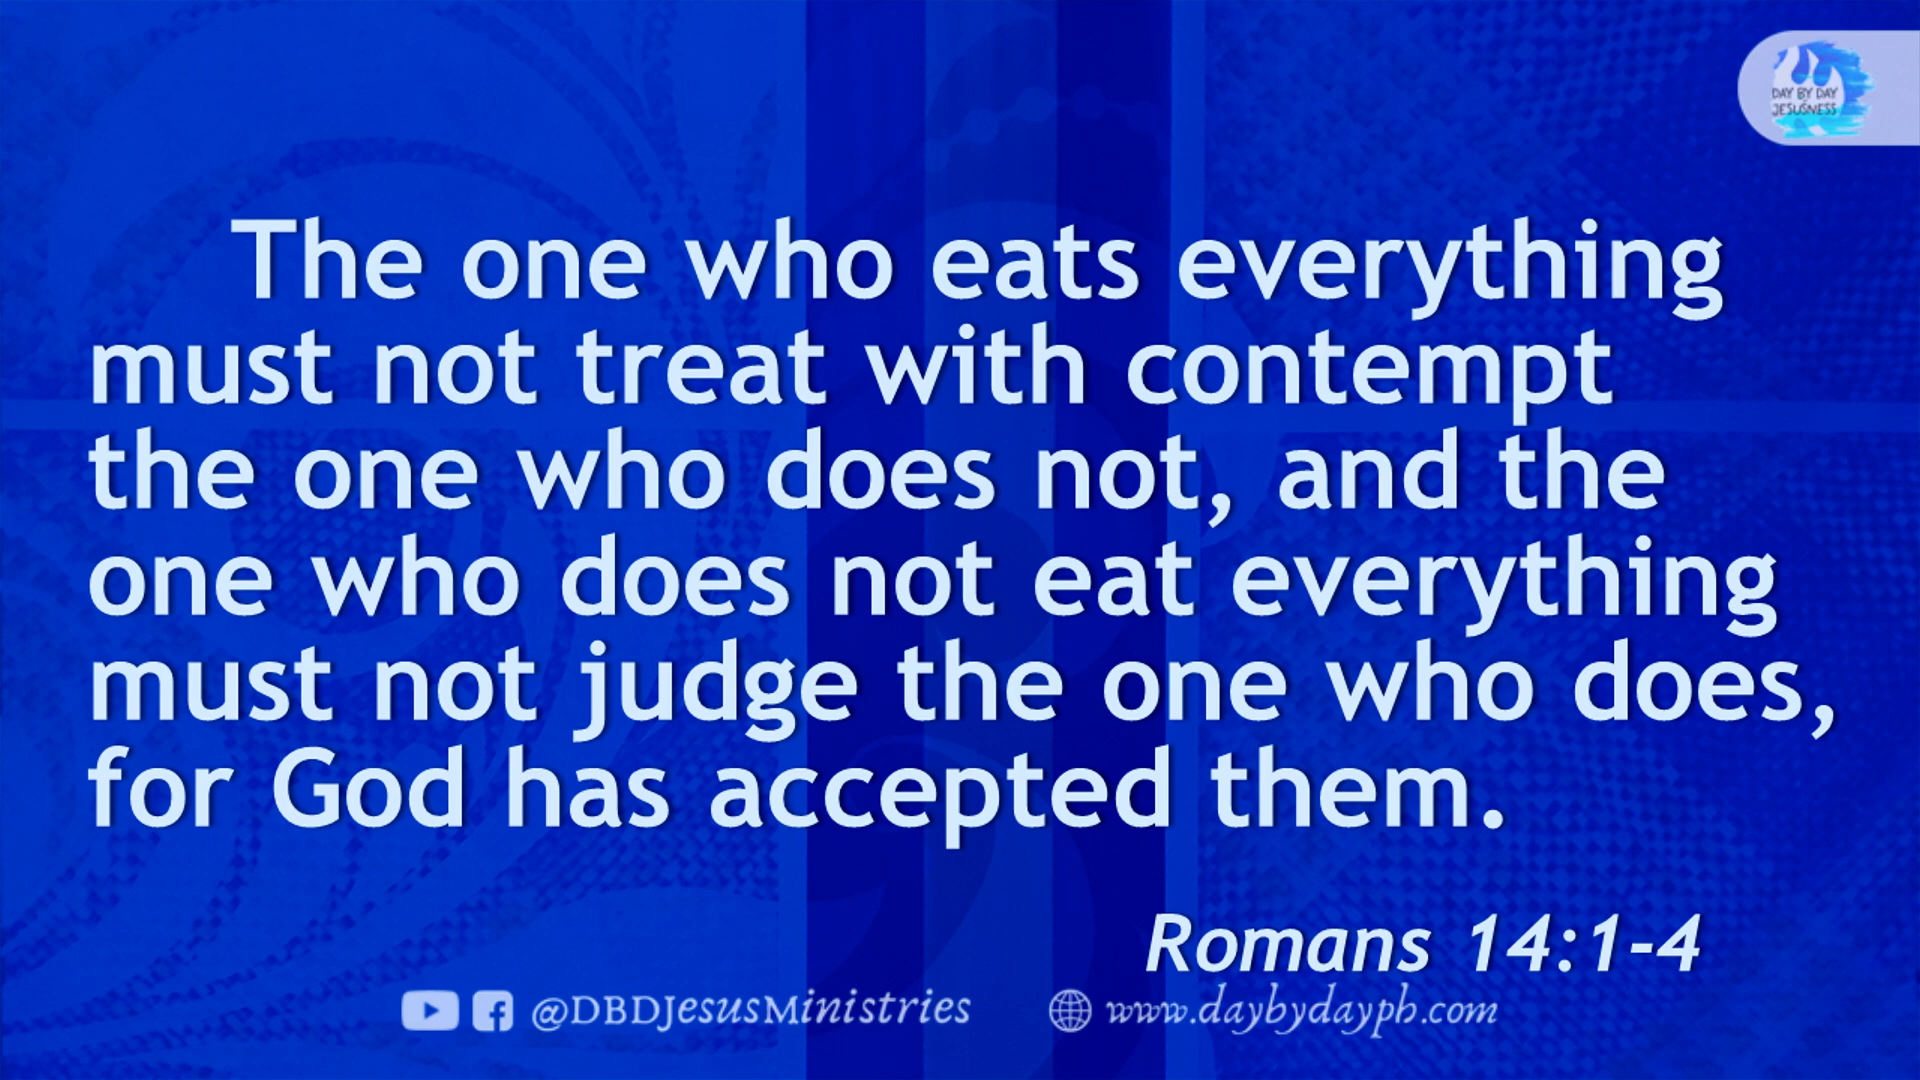 DAY BY DAY
JESUSNESS
The one who eats everything
must not treat with contempt
the one who does not, and the
one who does not eat everything
must not judge the one who does,
for God has accepted them.
Romans 14:1-4
@DBDJesusMinistries www.daybydayph.com